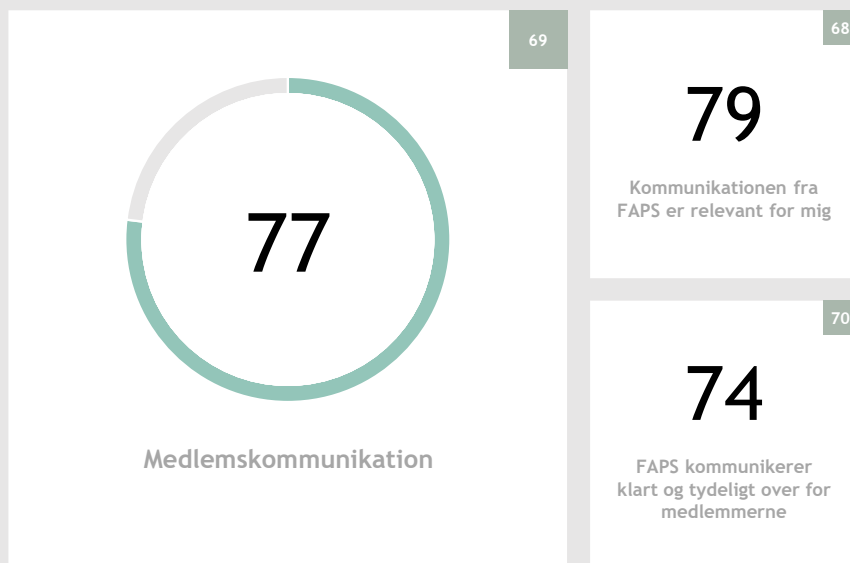 69
77
Medlemskommunikation
68
79
Kommunikationen fra
FAPS er relevant for mig
70
74
FAPS kommunikerer
klart og tydeligt over for
medlemmerne